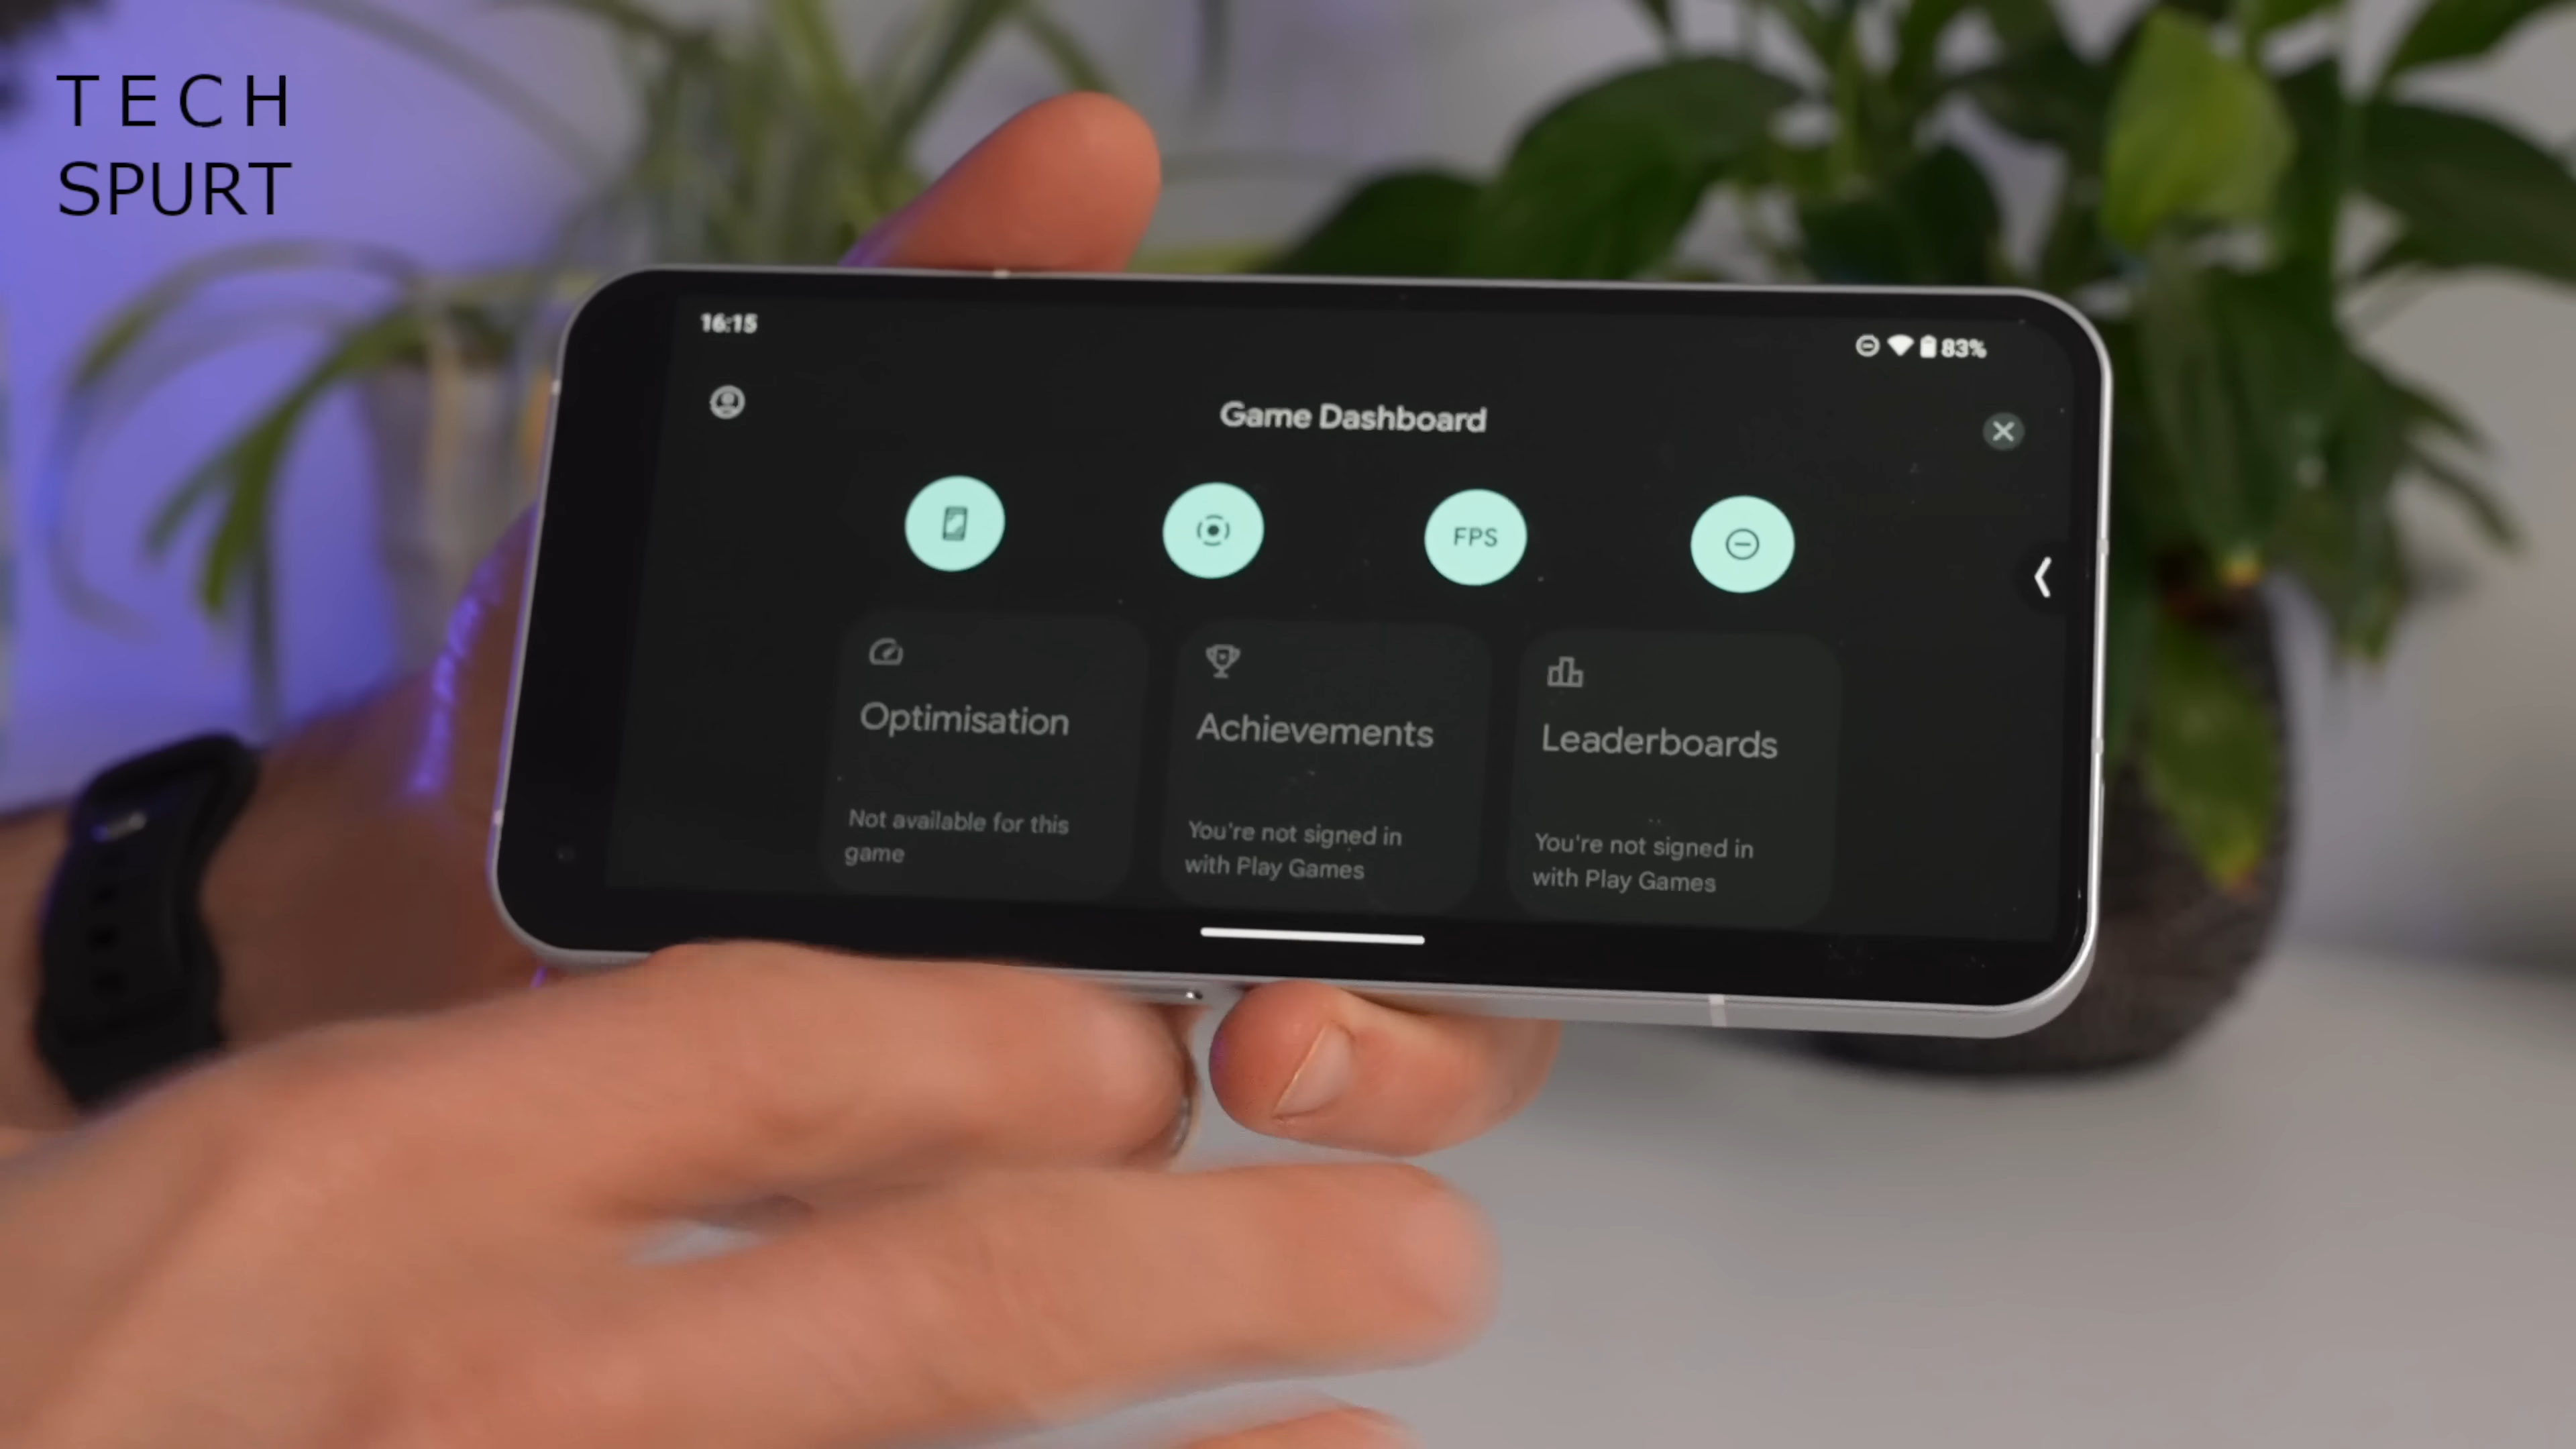 TECH
SPURT
16:15
83%
Game Dashboard
FPS
Optimisation
Not available for this
game
Achievements
You're not signed in
with Play Games
Leaderboards
You're not signed in
with Play Games